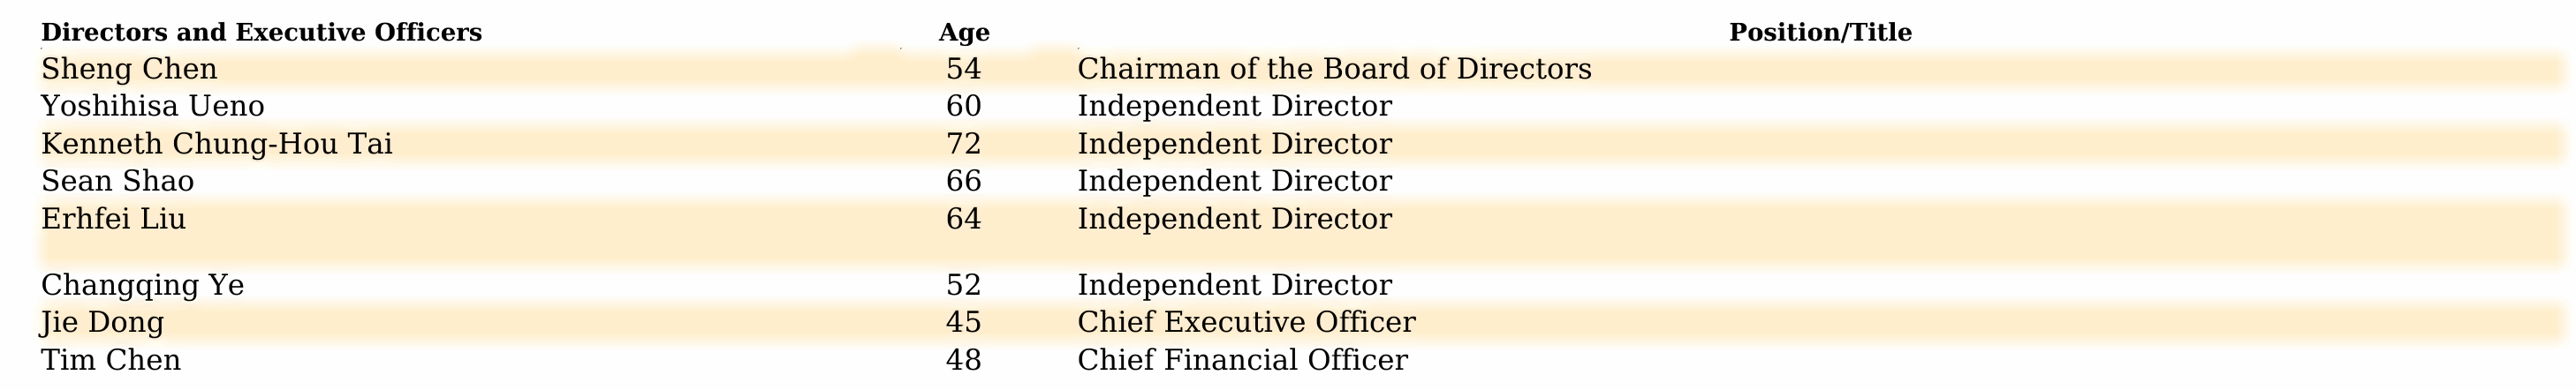 Directors and Executive Officers Age Position/Title
Sheng Chen 54 Chairman of the Board of Directors
Yoshihisa Ueno 60 Independent Director
Kenneth Chung-Hou Tai 72 Independent Director
Sean Shao 66 Independent Director
Erhfei Liu 64 Independent Director
Changqing Ye 52 Independent Director
Jie Dong 45 Chief Executive Officer
Tim Chen 48 Chief Financial Officer